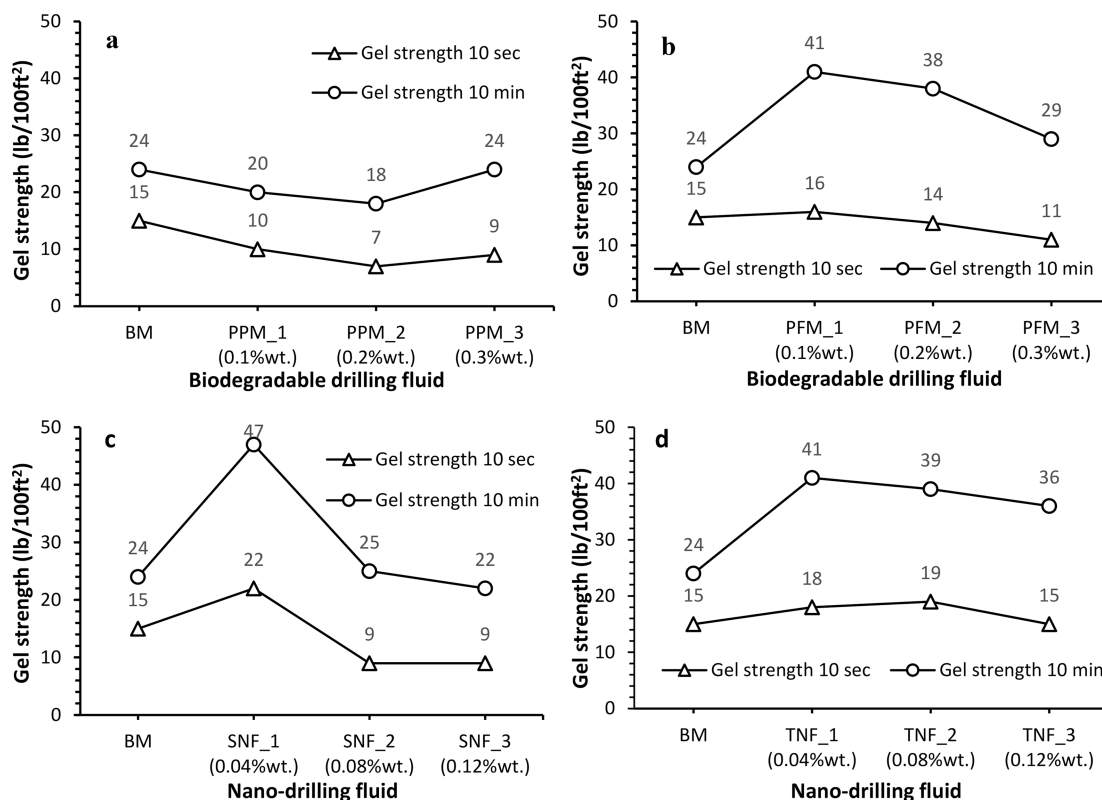 a
Gel strength (lb/100ft²)
50
40
30
20
10
0
Gel strength 10 sec
Gel strength 10 min
24
20
18
24
15
10
7
9
BM
PPM_1
(0.1%wt.)
PPM_2
(0.2%wt.)
PPM_3
(0.3%wt.)
Biodegradable drilling fluid
b
Gel strength (lb/100ft²)
50
40
30
20
10
0
24
41
38
29
15
16
14
11
Gel strength 10 sec
Gel strength 10 min
BM
PFM_1
(0.1%wt.)
PFM_2
(0.2%wt.)
PFM_3
(0.3%wt.)
Biodegradable drilling fluid
c
Gel strength (lb/100ft²)
50
40
30
20
10
0
Gel strength 10 sec
Gel strength 10 min
24
47
25
22
15
22
9
9
BM
SNF_1
(0.04%wt.)
SNF_2
(0.08%wt.)
SNF_3
(0.12%wt.)
Nano-drilling fluid
d
Gel strength (lb/100ft²)
50
40
30
20
10
0
24
41
39
36
15
18
19
15
Gel strength 10 sec
Gel strength 10 min
BM
TNF_1
(0.04%wt.)
TNF_2
(0.08%wt.)
TNF_3
(0.12%wt.)
Nano-drilling fluid